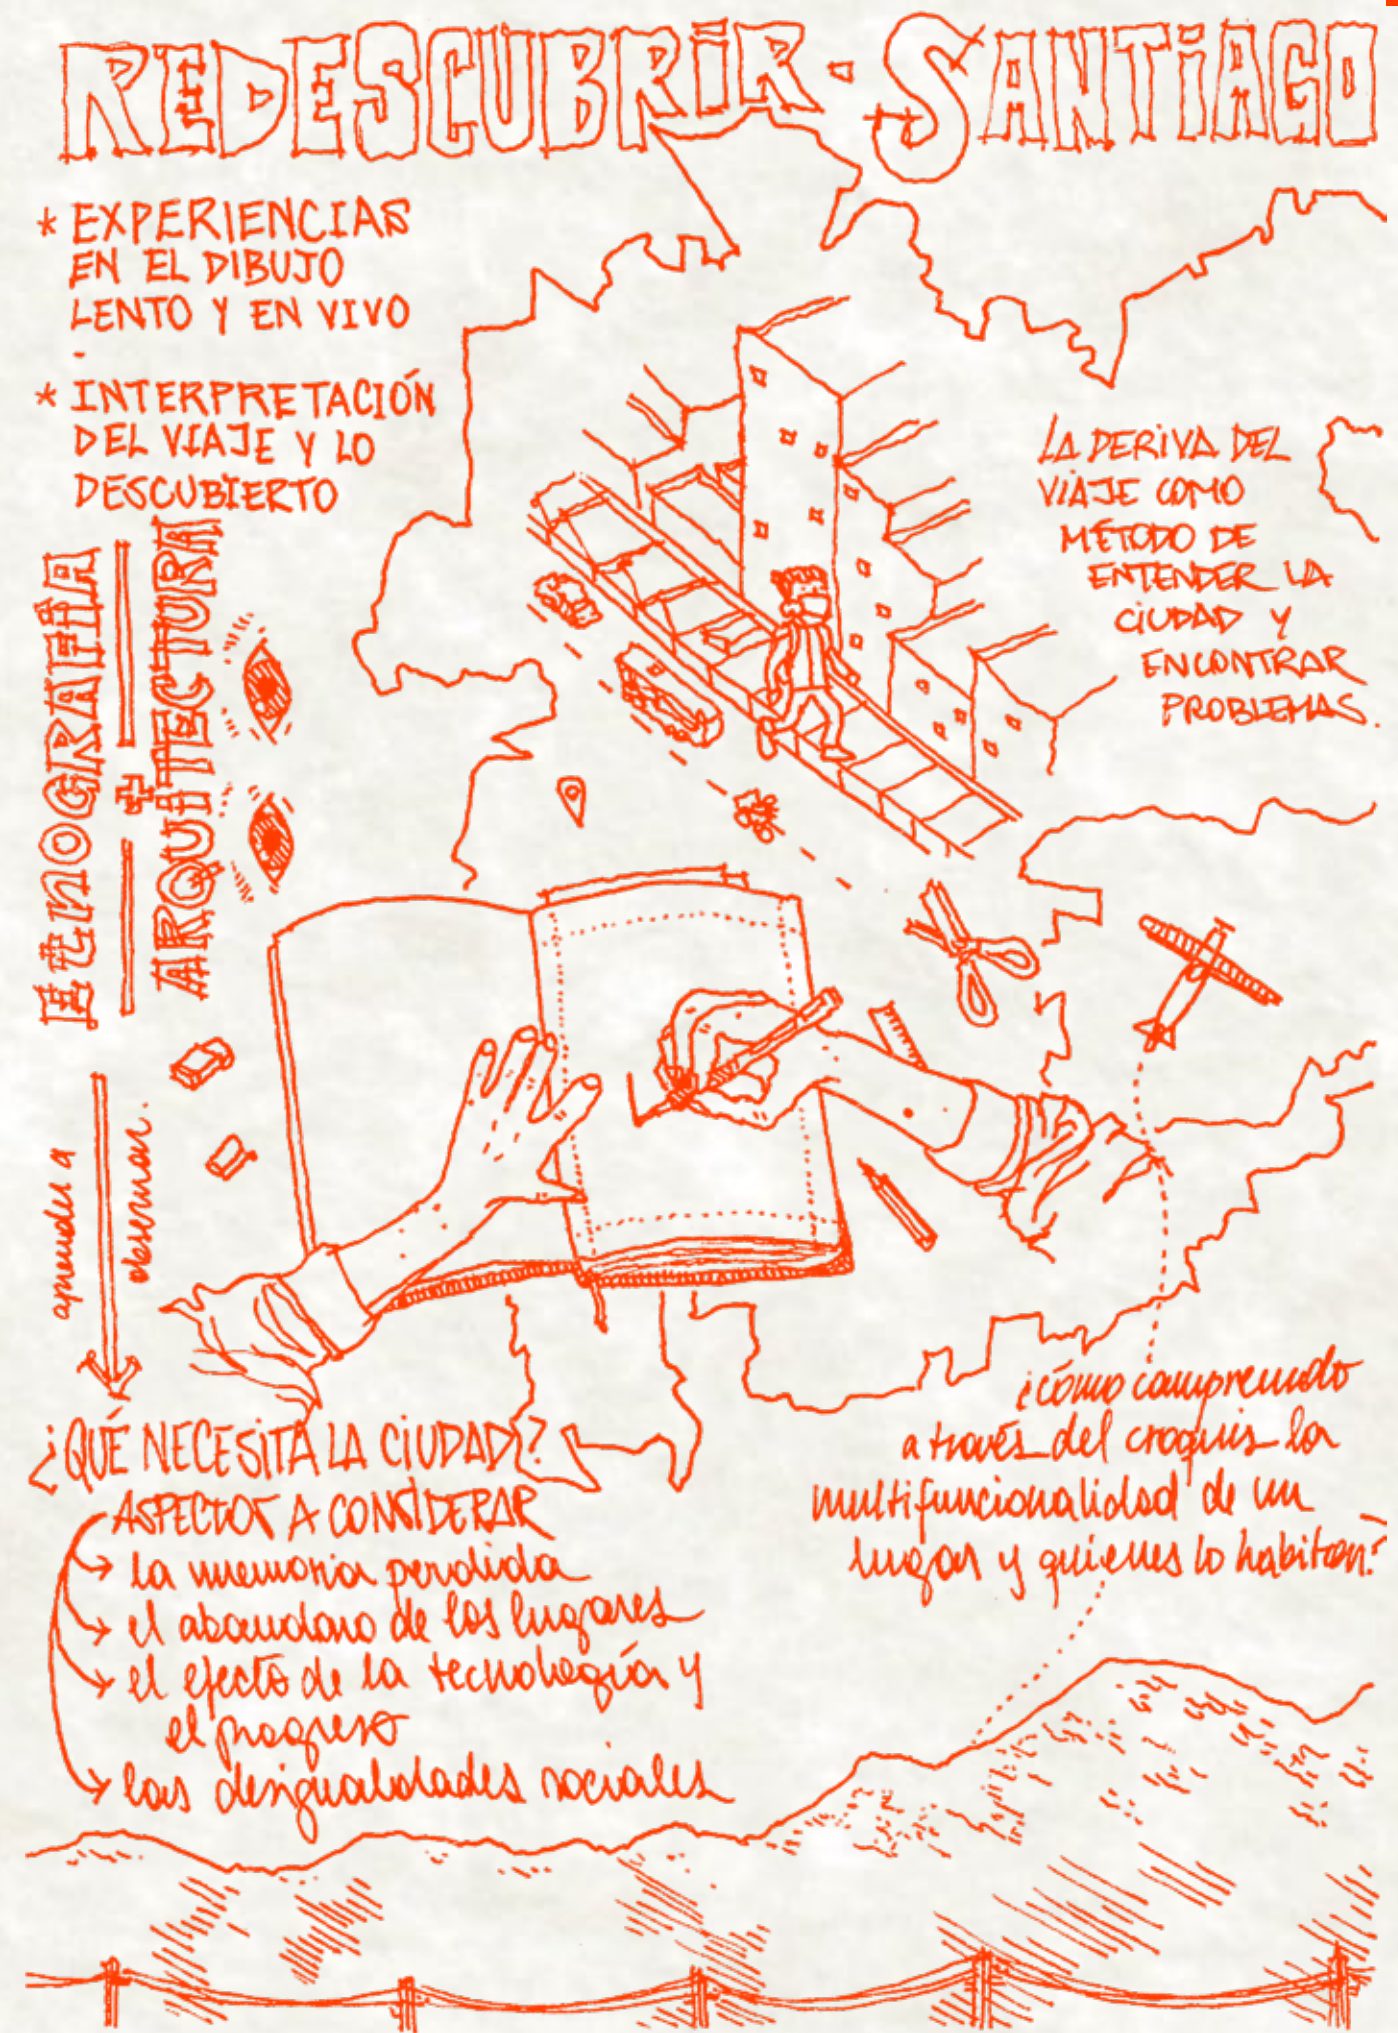 REDESCUBRIR · SANTIAGO
* EXPERIENCIAS
EN EL DIBUJO
LENTO Y EN VIVO
* INTERPRETACIÓN
DEL VIAJE Y LO
DESCUBIERTO
LA DERIVA DEL
VIAJE COMO
MÉTODO DE
ENTENDER LA
CIUDAD Y
ENCONTRAR
PROBLEMAS.
EtnOGRAFíA
+
ARQUITECTURA
aprender a
observar.
¿QUÉ NECESITA LA CIUDAD?
ASPECTOS A CONSIDERAR
→ la memoria perdida
→ el abandono de los lugares
→ el efecto de la tecnología y
el progreso
→ las desigualdades sociales
¿cómo comprendo
a través del croquis la
multifuncionalidad de un
lugar y quienes lo habitan?